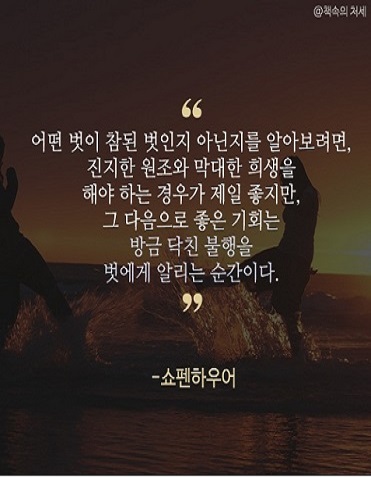 @책속의 처세
“
어떤 벗이 참된 벗인지 아닌지를 알아보려면,
진지한 원조와 막대한 희생을
해야 하는 경우가 제일 좋지만,
그 다음으로 좋은 기회는
방금 닥친 불행을
벗에게 알리는 순간이다.
”
-쇼펜하우어